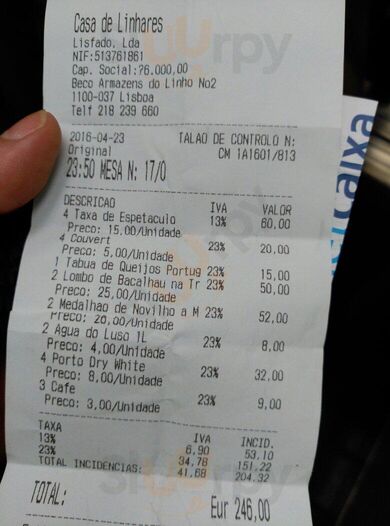 Casa de Linhares
Lisfado, Lda
NIF:513761861
Cap. Social:76.000,00
Beco Armazens do Linho No2
1100-037 Lisboa
Telf 218 239 660
2016-04-23 TALAO DE CONTROLO N:
Original CM 1A1601/813
23:50 MESA N: 17/0
DESCRICAO IVA VALOR
4 Taxa de Espetaculo 13% 60,00
Preco: 15,00/Unidade
4 Couvert 23% 20,00
Preco: 5,00/Unidade
1 Tabua de Queijos Portug 23% 15,00
2 Lombo de Bacalhau na Tr 23% 50,00
Preco: 25,00/Unidade
2 Medalhao de Novilho a M 23% 52,00
Preco: 26,00/Unidade
2 Agua do Luso 1L 23% 8,00
Preco: 4,00/Unidade
4 Porto Dry White 23% 32,00
Preco: 8,00/Unidade
3 Cafe 23% 9,00
Preco: 3,00/Unidade
TAXA IVA INCID.
13% 6,90 53,10
23% 34,78 151,22
TOTAL INCIDENCIAS: 41,68 204,32
TOTAL: Eur 246,00
caixa